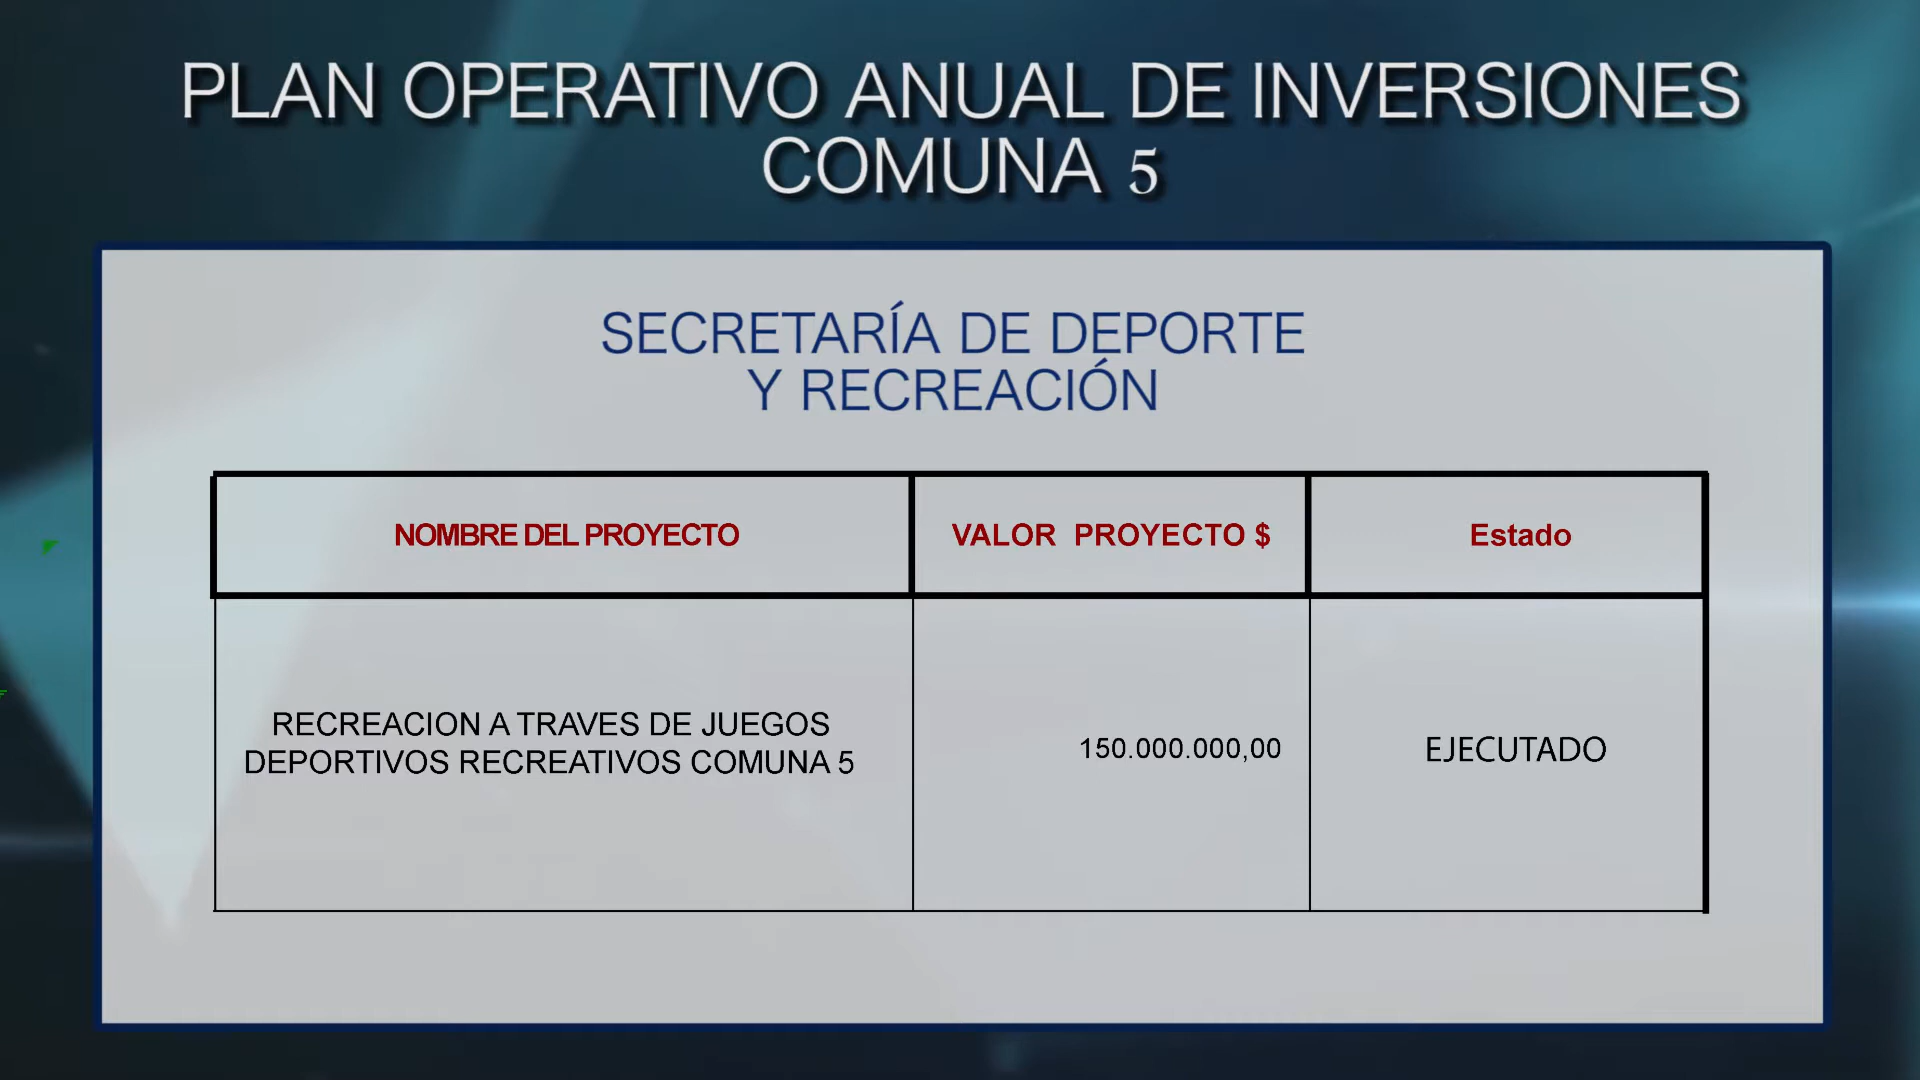 PLAN OPERATIVO ANUAL DE INVERSIONES
COMUNA 5
SECRETARÍA DE DEPORTE
Y RECREACIÓN
NOMBRE DEL PROYECTO
VALOR PROYECTO $
Estado
RECREACION A TRAVES DE JUEGOS
DEPORTIVOS RECREATIVOS COMUNA 5
150.000.000,00
EJECUTADO